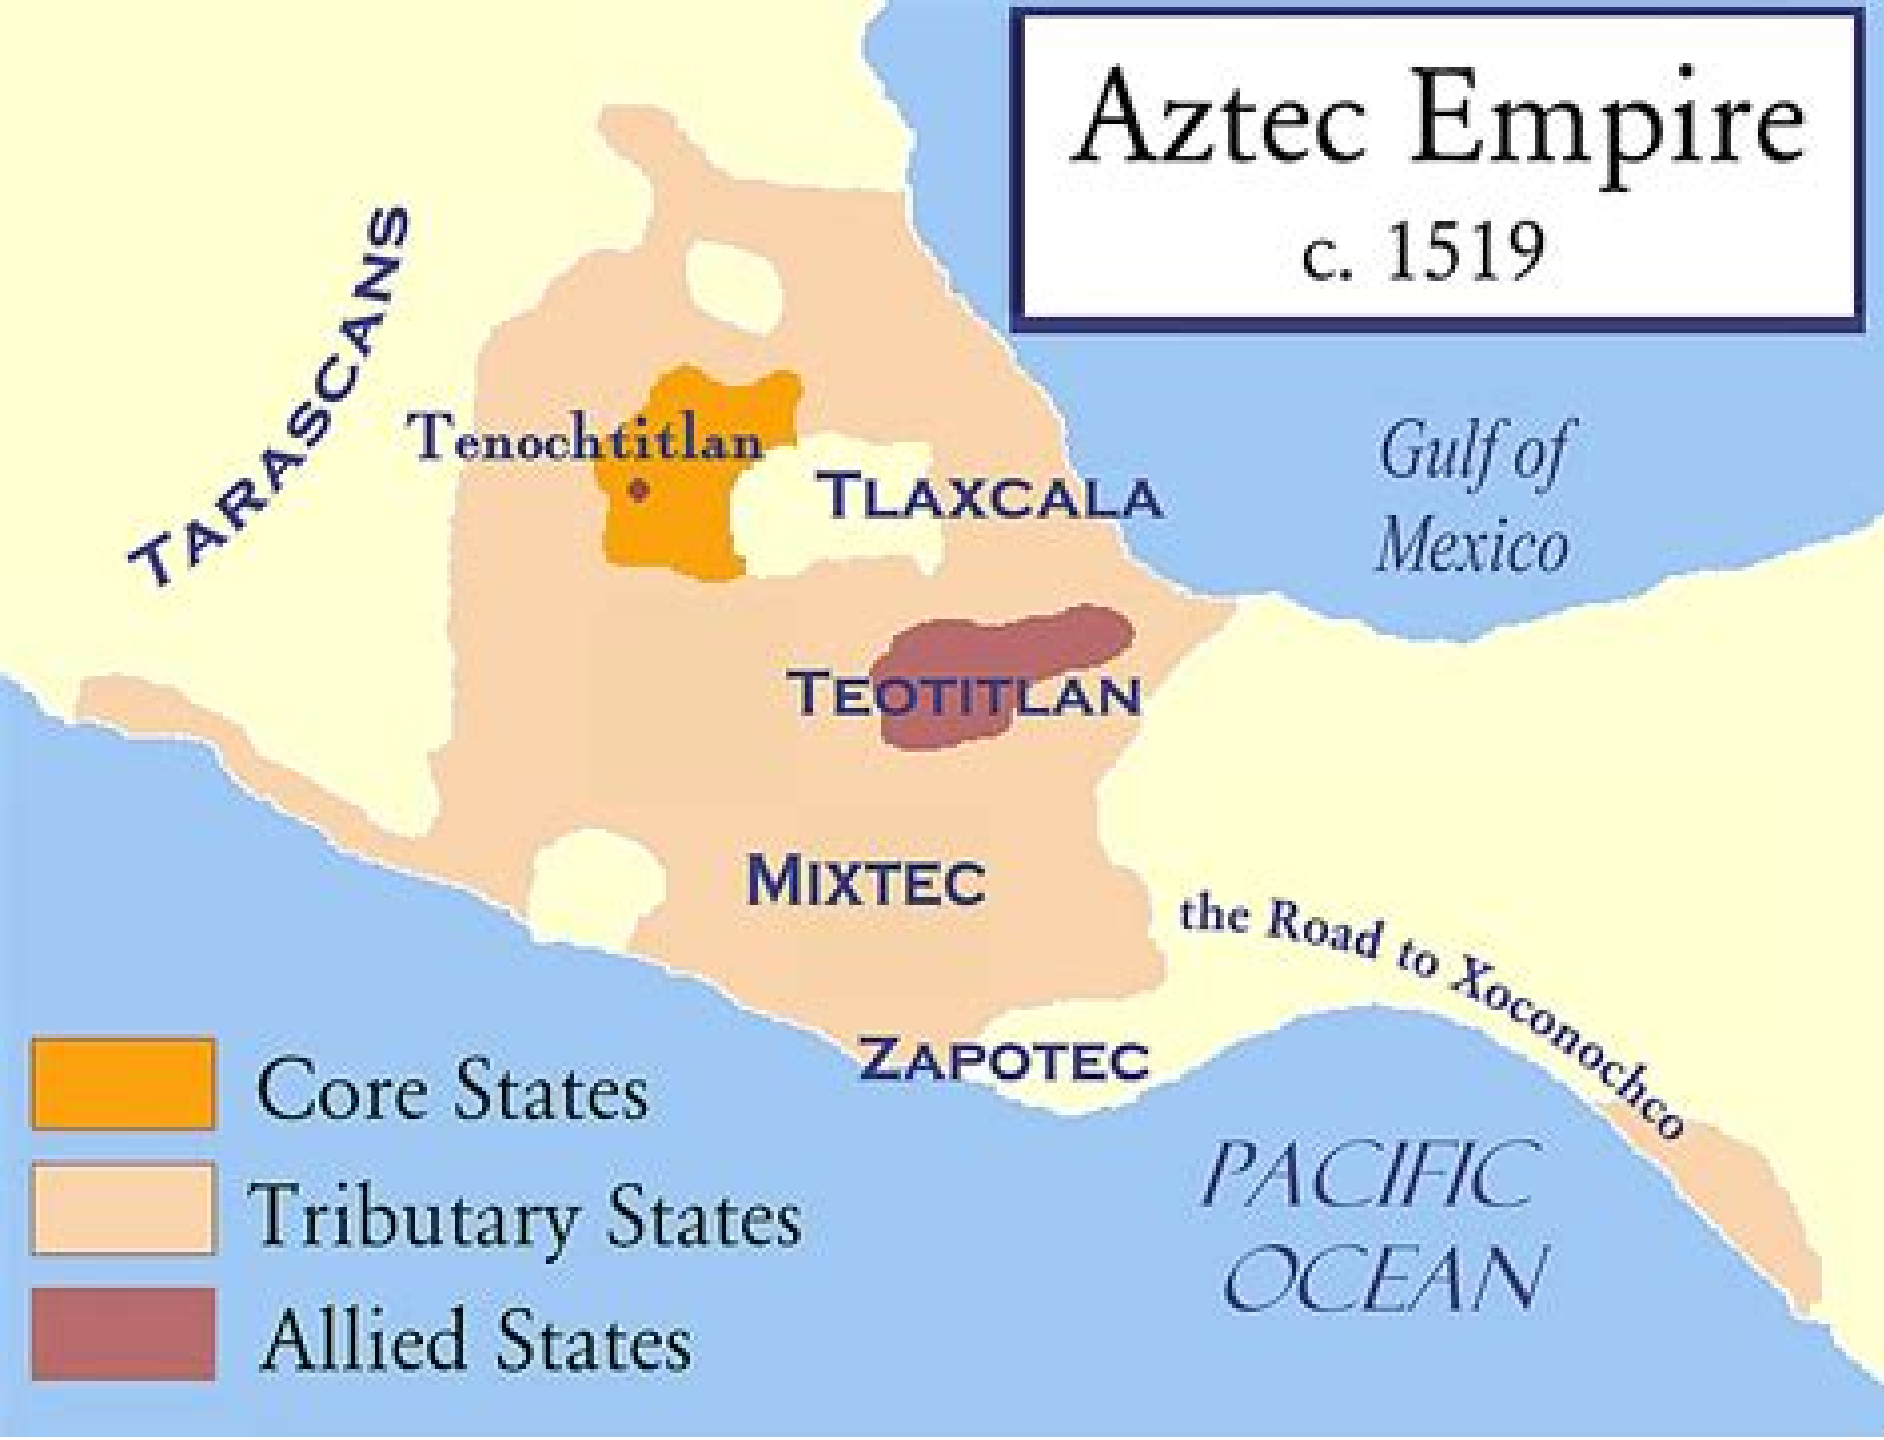 Aztec Empire
c. 1519
TARASCANS
Tenochtitlan
TLAXCALA
Gulf of
Mexico
TEOTITLAN
MIXTEC
the Road to Xoconochco
ZAPOTEC
PACIFIC
OCEAN
Core States
Tributary States
Allied States